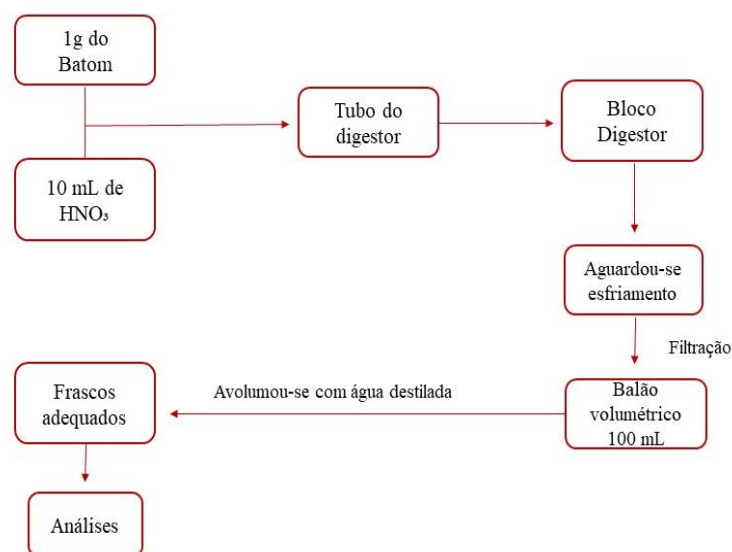 1g do
Batom
10 mL de
HNO₃
Tubo do
digestor
Bloco
Digestor
Aguardou-se
esfriamento
Filtração
Balão
volumétrico
100 mL
Avolumou-se com água destilada
Frascos
adequados
Análises